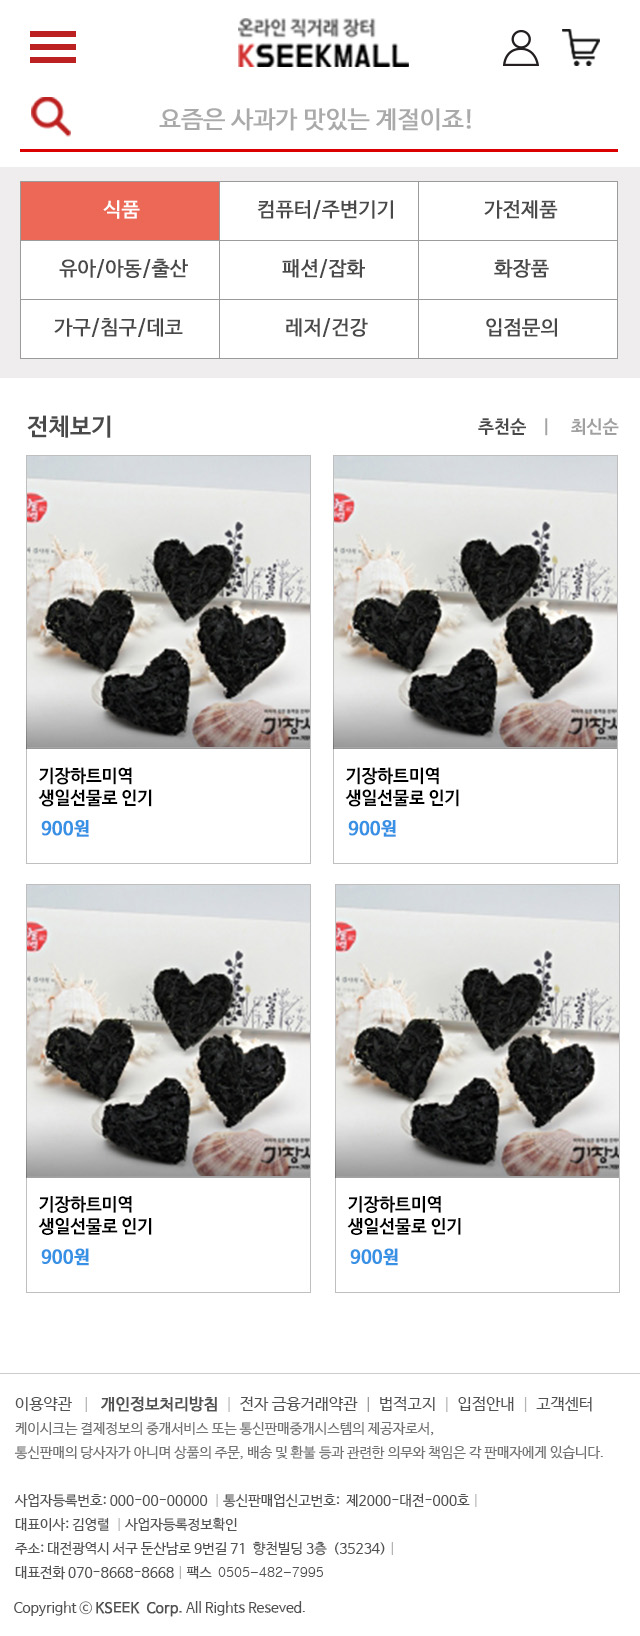 온라인 직거래 장터
KSEEKMALL
요즘은 사과가 맛있는 계절이죠!
식품 컴퓨터/주변기기 가전제품
유아/아동/출산 패션/잡화 화장품
가구/침구/데코 레저/건강 입점문의
전체보기 추천순 | 최신순
기장하트미역
생일선물로 인기
900원
기장하트미역
생일선물로 인기
900원
기장하트미역
생일선물로 인기
900원
기장하트미역
생일선물로 인기
900원
이용약관 | 개인정보처리방침 | 전자 금융거래약관 | 법적고지 | 입점안내 | 고객센터
케이시크는 결제정보의 중개서비스 또는 통신판매중개시스템의 제공자로서,
통신판매의 당사자가 아니며 상품의 주문, 배송 및 환불 등과 관련한 의무와 책임은 각 판매자에게 있습니다.
사업자등록번호: 000-00-00000 | 통신판매업신고번호: 제2000-대전-000호 |
대표이사: 김영렬 | 사업자등록정보확인
주소: 대전광역시 서구 둔산남로 9번길 71 향천빌딩 3층 (35234) |
대표전화 070-8668-8668 | 팩스 0505-482-7995
Copyright ⓒ KSEEK Corp. All Rights Reseved.